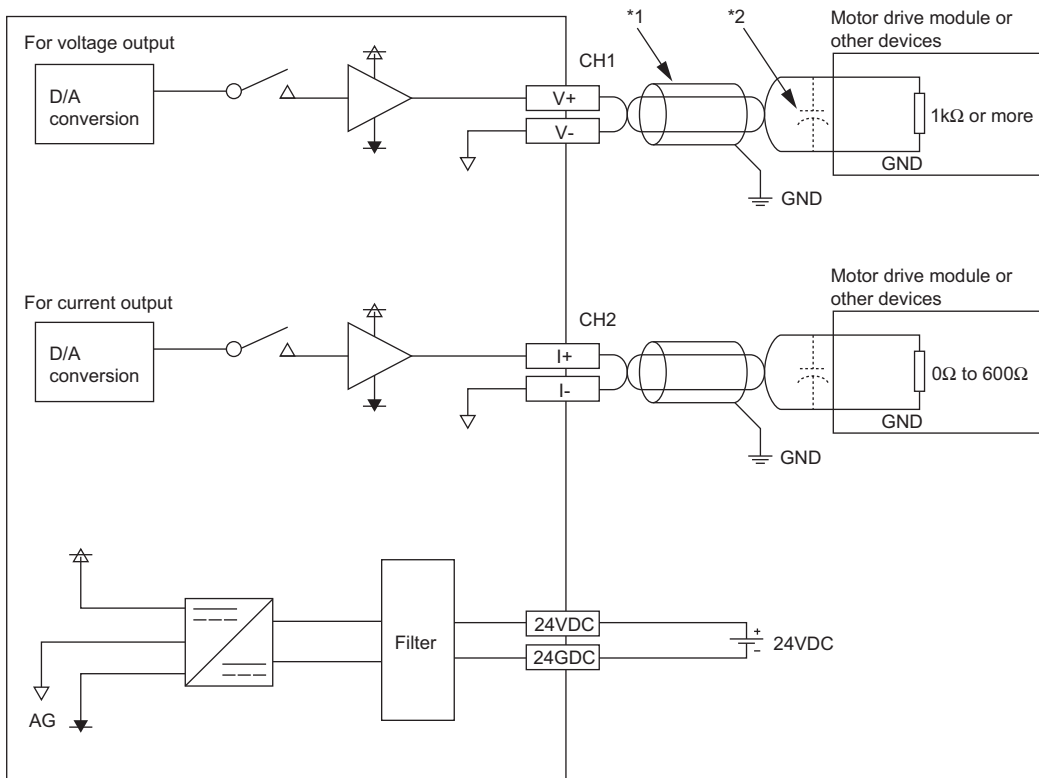 *1
*2
Motor drive module or
other devices
For voltage output
CH1
D/A
conversion
V+
V-
1kΩ or more
GND
GND
Motor drive module or
other devices
For current output
CH2
D/A
conversion
I+
I-
0Ω to 600Ω
GND
GND
Filter
24VDC
24GDC
+
−
24VDC
AG